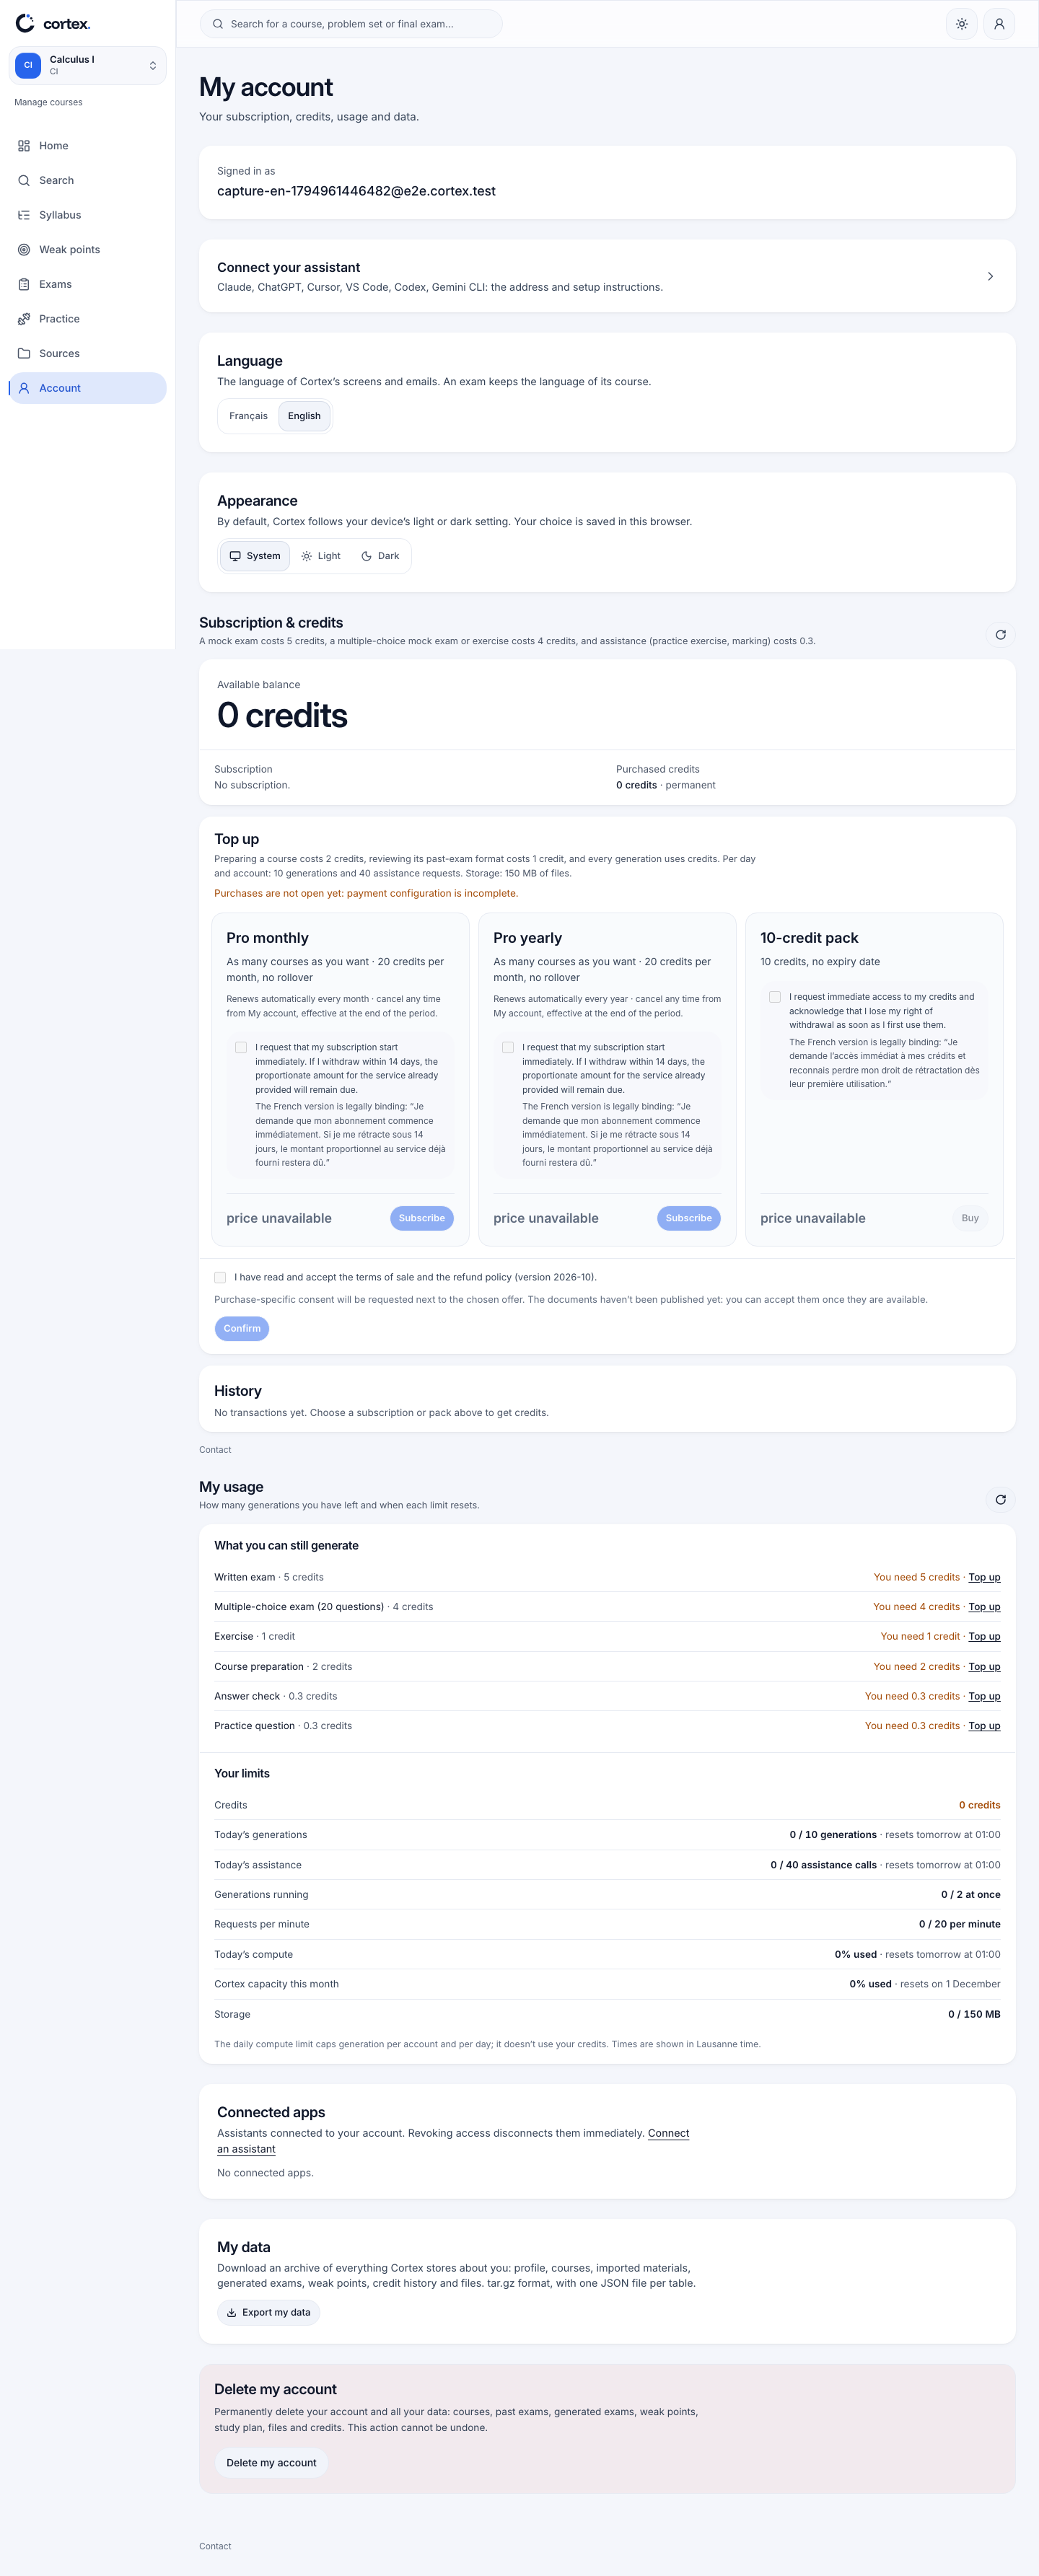 cortex.
Search for a course, problem set or final exam...
CI
Calculus I
CI
Manage courses
Home
Search
Syllabus
Weak points
Exams
Practice
Sources
Account
My account
Your subscription, credits, usage and data.
Signed in as
capture-en-1794961446482@e2e.cortex.test
Connect your assistant
Claude, ChatGPT, Cursor, VS Code, Codex, Gemini CLI: the address and setup instructions.
Language
The language of Cortex’s screens and emails. An exam keeps the language of its course.
Français English
Appearance
By default, Cortex follows your device’s light or dark setting. Your choice is saved in this browser.
System Light Dark
Subscription & credits
A mock exam costs 5 credits, a multiple-choice mock exam or exercise costs 4 credits, and assistance (practice exercise, marking) costs 0.3.
Available balance
0 credits
Subscription
No subscription.
Purchased credits
0 credits · permanent
Top up
Preparing a course costs 2 credits, reviewing its past-exam format costs 1 credit, and every generation uses credits. Per day
and account: 10 generations and 40 assistance requests. Storage: 150 MB of files.
Purchases are not open yet: payment configuration is incomplete.
Pro monthly
As many courses as you want · 20 credits per
month, no rollover
Renews automatically every month · cancel any time
from My account, effective at the end of the period.
I request that my subscription start
immediately. If I withdraw within 14 days, the
proportionate amount for the service already
provided will remain due.
The French version is legally binding: “Je
demande que mon abonnement commence
immédiatement. Si je me rétracte sous 14
jours, le montant proportionnel au service déjà
fourni restera dû.”
price unavailable Subscribe
Pro yearly
As many courses as you want · 20 credits per
month, no rollover
Renews automatically every year · cancel any time from
My account, effective at the end of the period.
I request that my subscription start
immediately. If I withdraw within 14 days, the
proportionate amount for the service already
provided will remain due.
The French version is legally binding: “Je
demande que mon abonnement commence
immédiatement. Si je me rétracte sous 14
jours, le montant proportionnel au service déjà
fourni restera dû.”
price unavailable Subscribe
10-credit pack
10 credits, no expiry date
I request immediate access to my credits and
acknowledge that I lose my right of
withdrawal as soon as I first use them.
The French version is legally binding: “Je
demande l’accès immédiat à mes crédits et
reconnais perdre mon droit de rétractation dès
leur première utilisation.”
price unavailable Buy
I have read and accept the terms of sale and the refund policy (version 2026-10).
Purchase-specific consent will be requested next to the chosen offer. The documents haven’t been published yet: you can accept them once they are available.
Confirm
History
No transactions yet. Choose a subscription or pack above to get credits.
Contact
My usage
How many generations you have left and when each limit resets.
What you can still generate
Written exam · 5 credits You need 5 credits · Top up
Multiple-choice exam (20 questions) · 4 credits You need 4 credits · Top up
Exercise · 1 credit You need 1 credit · Top up
Course preparation · 2 credits You need 2 credits · Top up
Answer check · 0.3 credits You need 0.3 credits · Top up
Practice question · 0.3 credits You need 0.3 credits · Top up
Your limits
Credits 0 credits
Today’s generations 0 / 10 generations · resets tomorrow at 01:00
Today’s assistance 0 / 40 assistance calls · resets tomorrow at 01:00
Generations running 0 / 2 at once
Requests per minute 0 / 20 per minute
Today’s compute 0% used · resets tomorrow at 01:00
Cortex capacity this month 0% used · resets on 1 December
Storage 0 / 150 MB
The daily compute limit caps generation per account and per day; it doesn’t use your credits. Times are shown in Lausanne time.
Connected apps
Assistants connected to your account. Revoking access disconnects them immediately. Connect
an assistant
No connected apps.
My data
Download an archive of everything Cortex stores about you: profile, courses, imported materials,
generated exams, weak points, credit history and files. tar.gz format, with one JSON file per table.
Export my data
Delete my account
Permanently delete your account and all your data: courses, past exams, generated exams, weak points,
study plan, files and credits. This action cannot be undone.
Delete my account
Contact